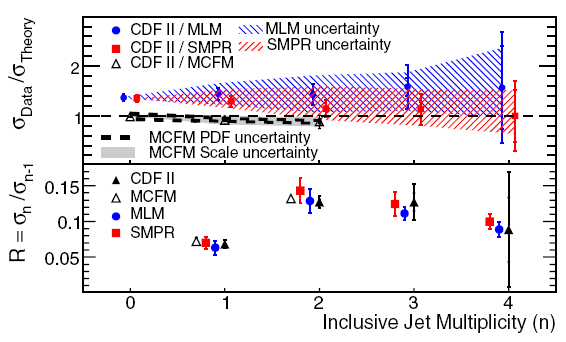 σData /σTheory
CDF II / MLM
CDF II / SMPR
CDF II / MCFM
MLM uncertainty
SMPR uncertainty
2
1
MCFM PDF uncertainty
MCFM Scale uncertainty
R = σn /σn-1
CDF II
MCFM
MLM
SMPR
0.15
0.1
0.05
0 1 2 3 4
Inclusive Jet Multiplicity (n)